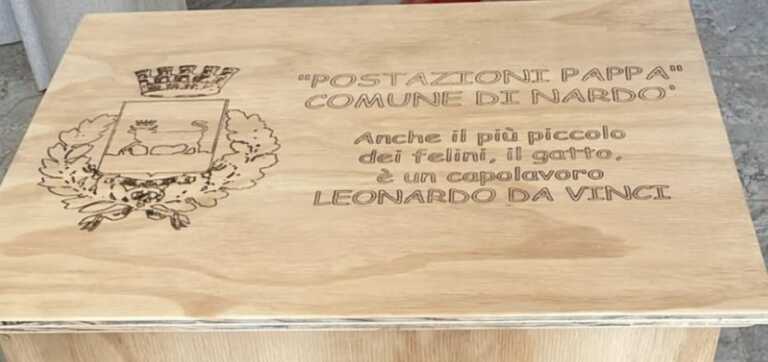 "POSTAZIONI PAPPA"
COMUNE DI NARDO'
Anche il più piccolo
dei felini, il gatto,
è un capolavoro
LEONARDO DA VINCI